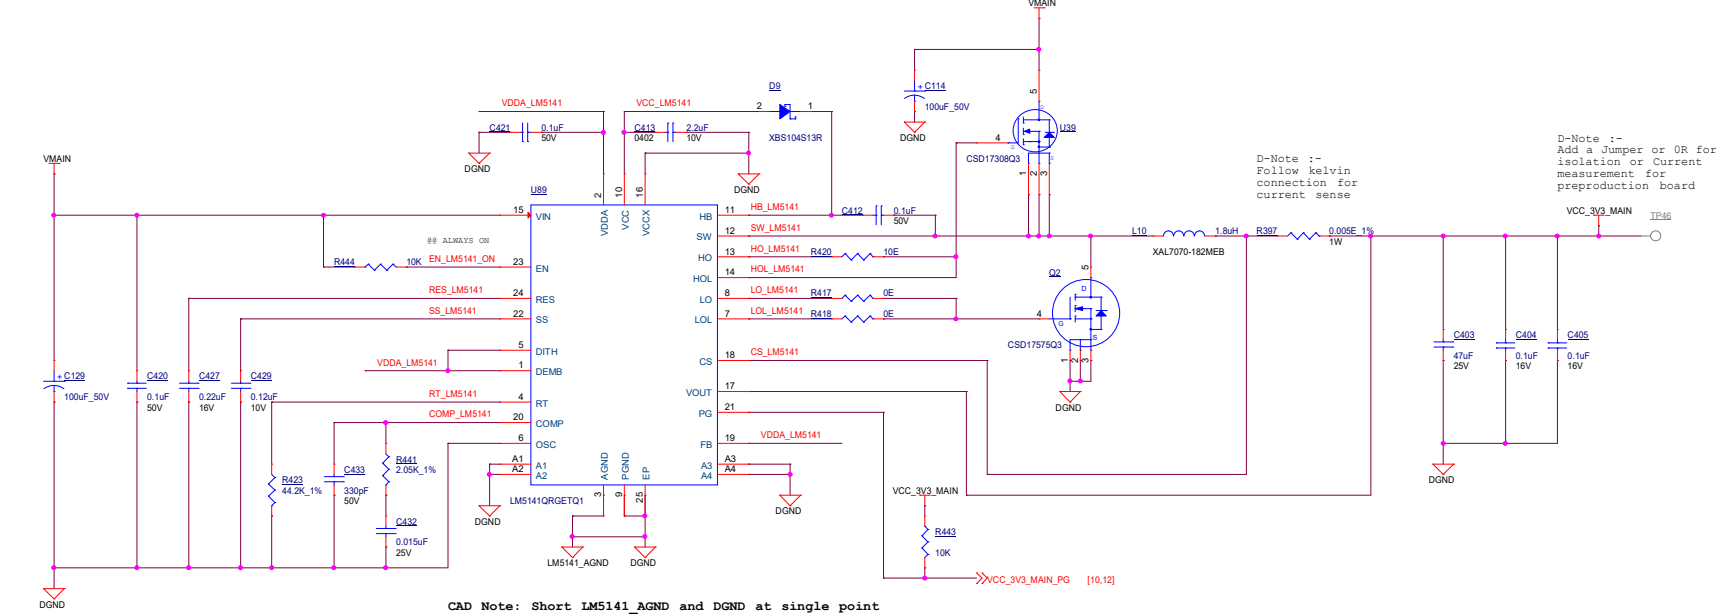 VMAIN
C114
+
100uF_50V
DGND
5
D
U39
4
G
S
CSD17308Q3
1
2
3
D9
VDDA_LM5141
VCC_LM5141
2
1
XBS104S13R
C421
0.1uF
50V
DGND
C413
0402
2.2uF
10V
DGND
D-Note :-
Follow kelvin
connection for
current sense
D-Note :-
Add a Jumper or 0R for
isolation or Current
measurement for
preproduction board
VMAIN
U89
2
10
16
VDDA
VCC
VCCX
15
VIN
HB
11
HB_LM5141
C412
0.1uF
50V
SW
12
SW_LM5141
L10
1.8uH
XAL7070-182MEB
R397
0.005E_1%
1W
VCC_3V3_MAIN
TP46
@@ ALWAYS ON
R444
10K
EN_LM5141_ON
23
EN
HO
13
HO_LM5141
R420
10E
HOL
14
HOL_LM5141
RES_LM5141
24
RES
LO
8
LO_LM5141
R417
0E
SS_LM5141
22
SS
LOL
7
LOL_LM5141
R418
0E
Q2
5
D
4
G
S
CSD17575Q3
1
2
3
DGND
5
DITH
VDDA_LM5141
1
DEMB
CS
18
CS_LM5141
VOUT
17
RT_LM5141
4
RT
PG
21
COMP_LM5141
20
COMP
6
OSC
FB
19
VDDA_LM5141
A1
A1
A2
A2
A3
A3
A4
A4
AGND
PGND
EP
3
9
25
LM5141QRGETQ1
DGND
DGND
LM5141_AGND
DGND
+
C129
100uF_50V
C420
0.1uF
50V
C427
0.22uF
16V
C429
0.12uF
10V
R423
44.2K_1%
C433
330pF
50V
R441
2.05K_1%
C432
0.015uF
25V
DGND
C403
47uF
25V
C404
0.1uF
16V
C405
0.1uF
16V
DGND
VCC_3V3_MAIN
R443
10K
VCC_3V3_MAIN_PG [10,12]
CAD Note: Short LM5141_AGND and DGND at single point